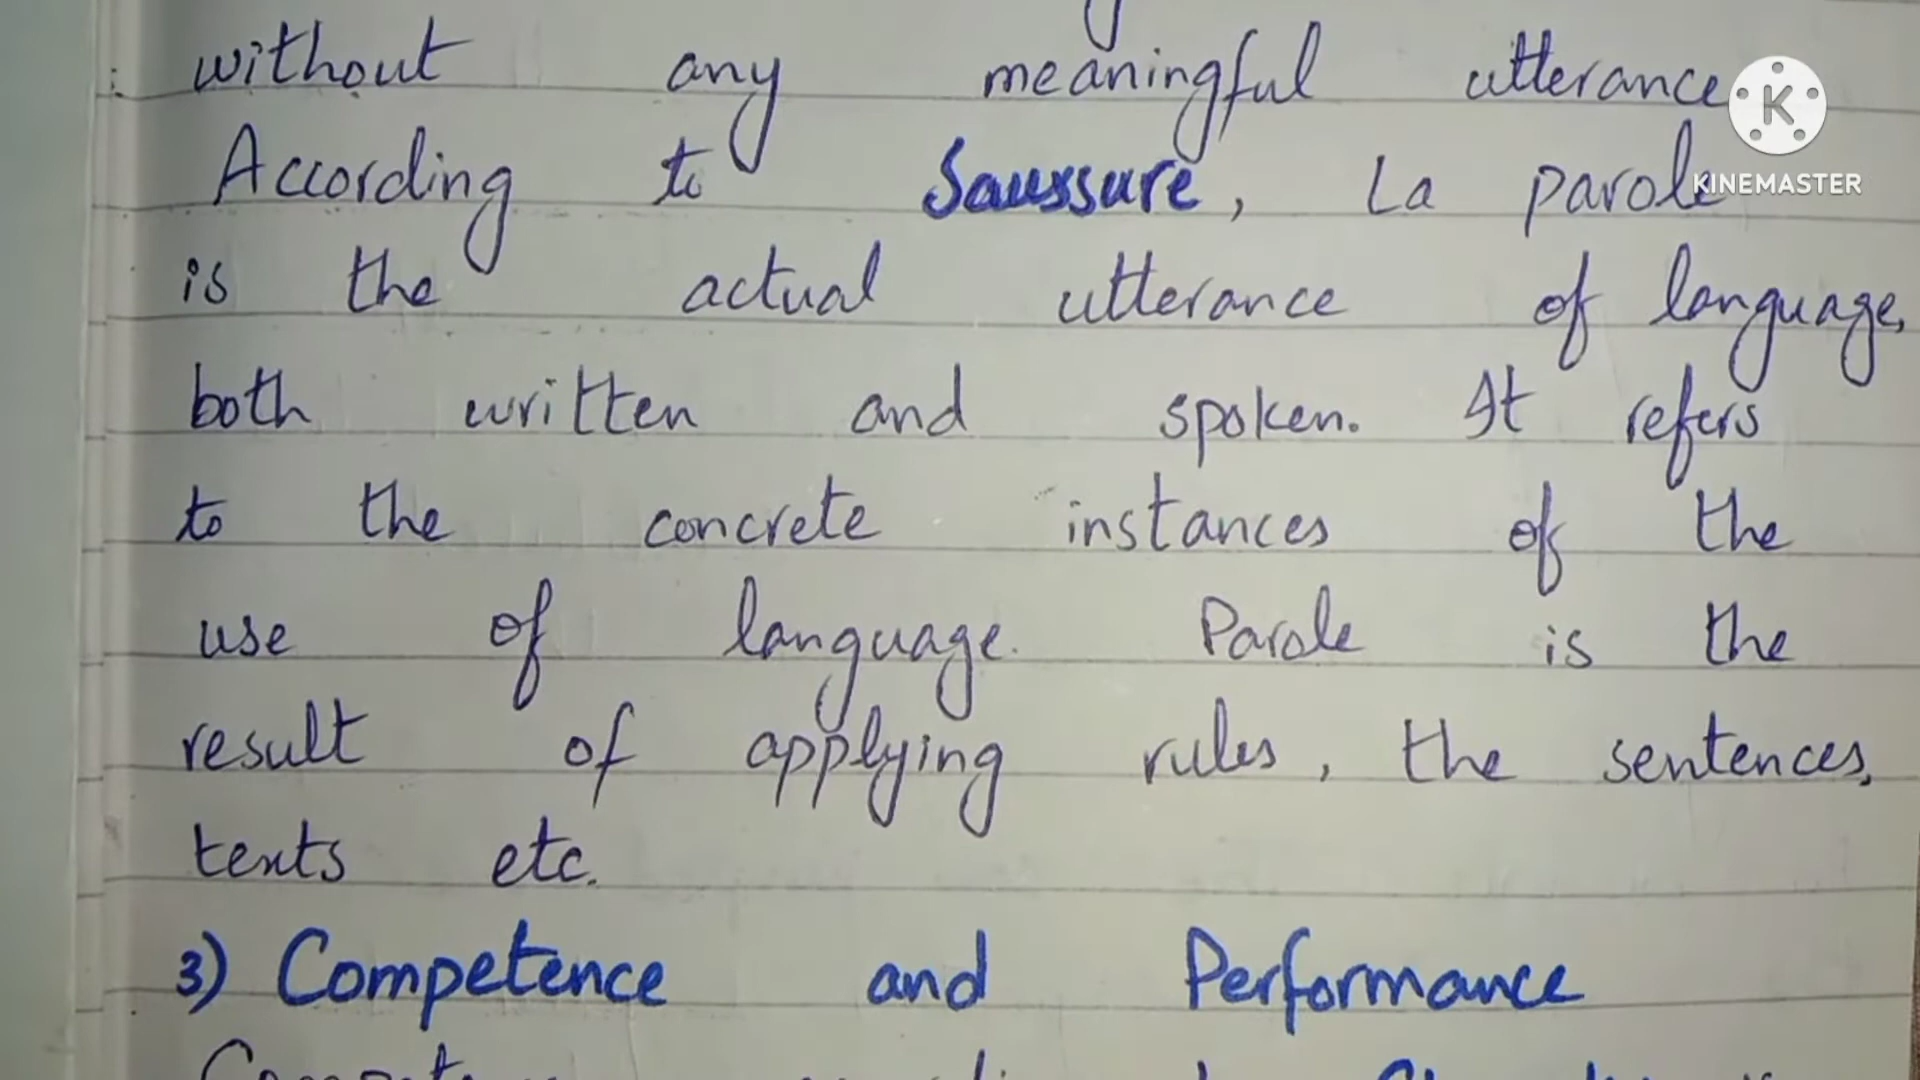 without any meaningful utterance
According to Saussure, La parole
is the actual utterance of language,
both written and spoken. It refers
to the concrete instances of the
use of language. Parole is the
result of applying rules, the sentences,
texts etc.
3) Competence and Performance
K
KINEMASTER